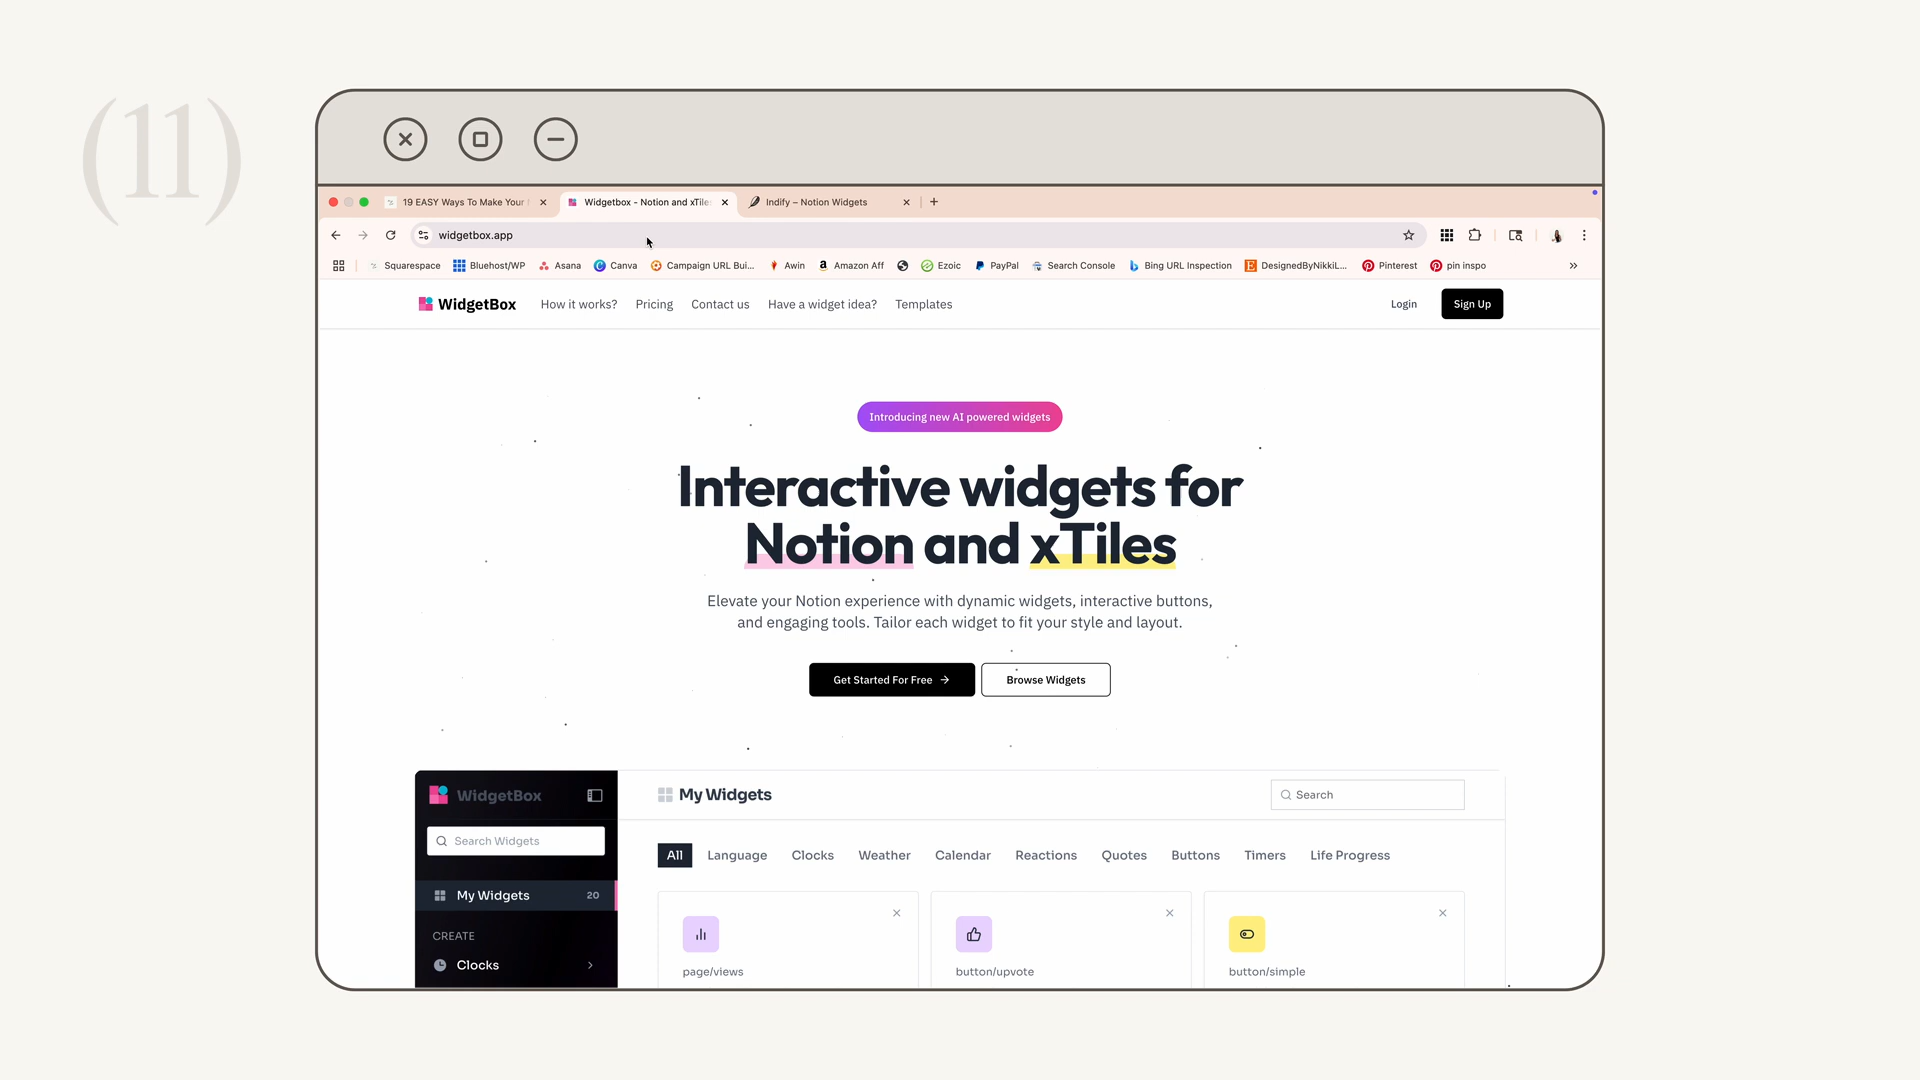 (11)
19 EASY Ways To Make Your
Widgetbox - Notion and xTiles
Indify – Notion Widgets
widgetbox.app
Squarespace
Bluehost/WP
Asana
Canva
Campaign URL Bui...
Awin
Amazon Aff
Ezoic
PayPal
Search Console
Bing URL Inspection
DesignedByNikkiL...
Pinterest
pin inspo
WidgetBox
How it works?
Pricing
Contact us
Have a widget idea?
Templates
Login
Sign Up
Introducing new AI powered widgets
Interactive widgets for
Notion and xTiles
Elevate your Notion experience with dynamic widgets, interactive buttons,
and engaging tools. Tailor each widget to fit your style and layout.
Get Started For Free
Browse Widgets
WidgetBox
My Widgets
Search
Search Widgets
All
Language
Clocks
Weather
Calendar
Reactions
Quotes
Buttons
Timers
Life Progress
My Widgets
20
CREATE
Clocks
page/views
button/upvote
button/simple